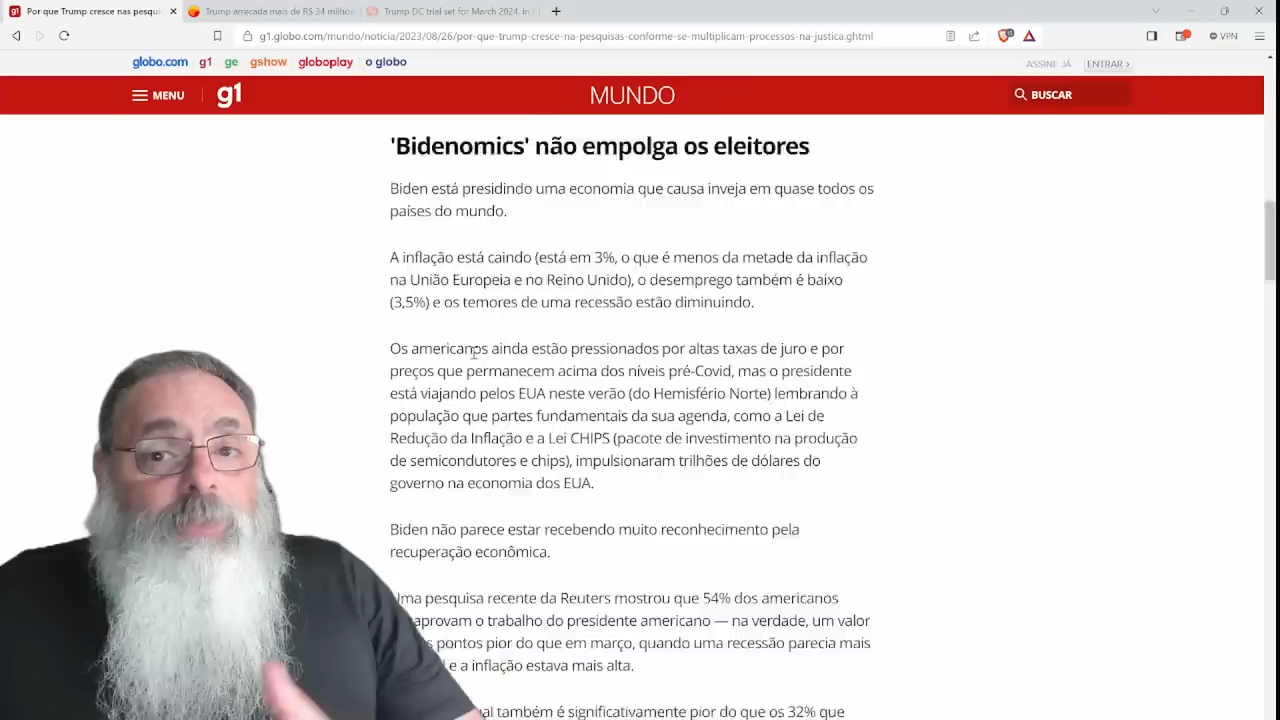 Por que Trump cresce nas pesqui
Trump arrecada mais de R$ 34 milhõe
Trump DC trial set for March 2024, in
g1.globo.com/mundo/noticia/2023/08/26/por-que-trump-cresce-na-pesquisas-conforme-se-multiplicam-processos-na-justica.ghtml
VPN
globo.com g1 ge gshow globoplay o globo
ASSINE JÁ ENTRAR ›
MENU g1 MUNDO BUSCAR
'Bidenomics' não empolga os eleitores
Biden está presidindo uma economia que causa inveja em quase todos os
países do mundo.
A inflação está caindo (está em 3%, o que é menos da metade da inflação
na União Europeia e no Reino Unido), o desemprego também é baixo
(3,5%) e os temores de uma recessão estão diminuindo.
Os americanos ainda estão pressionados por altas taxas de juro e por
preços que permanecem acima dos níveis pré-Covid, mas o presidente
está viajando pelos EUA neste verão (do Hemisfério Norte) lembrando à
população que partes fundamentais da sua agenda, como a Lei de
Redução da Inflação e a Lei CHIPS (pacote de investimento na produção
de semicondutores e chips), impulsionaram trilhões de dólares do
governo na economia dos EUA.
Biden não parece estar recebendo muito reconhecimento pela
recuperação econômica.
Uma pesquisa recente da Reuters mostrou que 54% dos americanos
aprovam o trabalho do presidente americano — na verdade, um valor
pontos pior do que em março, quando uma recessão parecia mais
e a inflação estava mais alta.
também é significativamente pior do que os 32% que